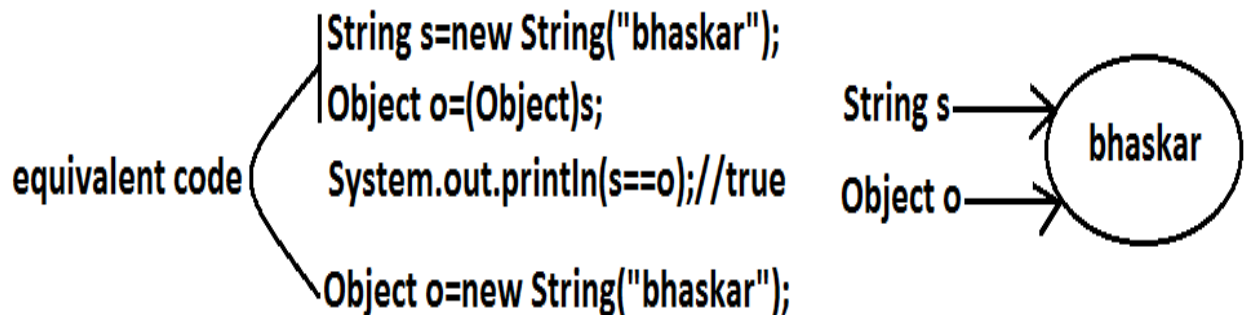 String s=new String("bhaskar");
Object o=(Object)s;
equivalent code
System.out.println(s==o);//true
Object o=new String("bhaskar");
String s
Object o
bhaskar